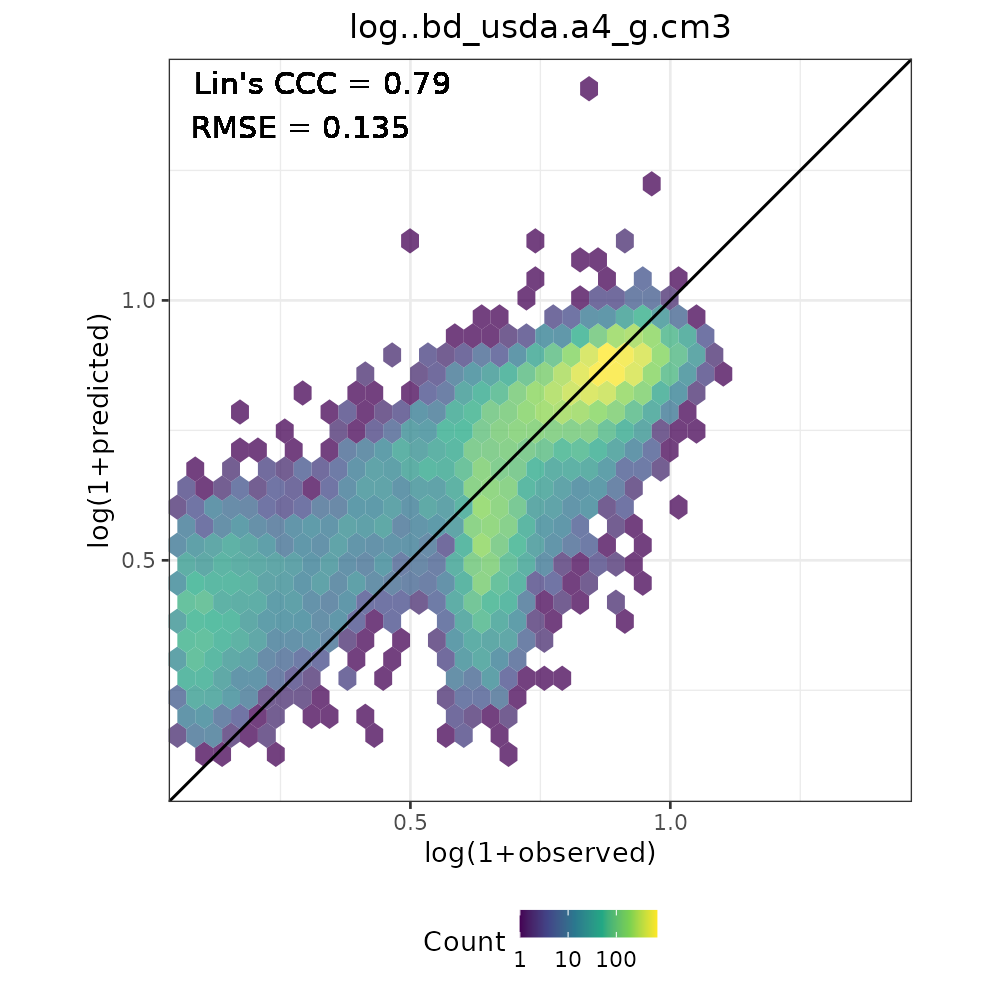 log..bd_usda.a4_g.cm3
Lin's CCC = 0.79
RMSE = 0.135
log(1+predicted)
1.0
0.5
0.5 1.0
log(1+observed)
Count
1 10 100